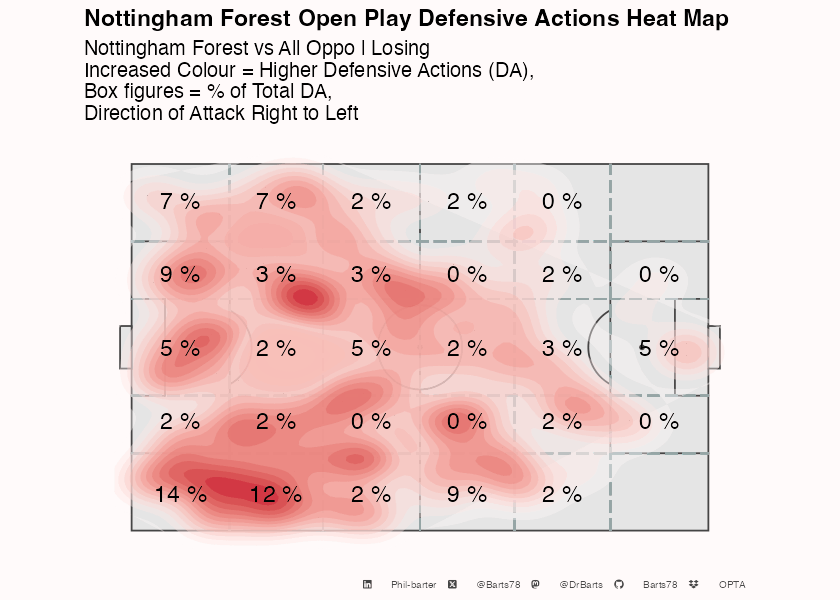 Nottingham Forest Open Play Defensive Actions Heat Map
Nottingham Forest vs All Oppo l Losing
Increased Colour = Higher Defensive Actions (DA),
Box figures = % of Total DA,
Direction of Attack Right to Left
7 % 7 % 2 % 2 % 0 %
9 % 3 % 3 % 0 % 2 % 0 %
5 % 2 % 5 % 2 % 3 % 5 %
2 % 2 % 0 % 0 % 2 % 0 %
14 % 12 % 2 % 9 % 2 %
Phil-barter @Barts78 @DrBarts Barts78 OPTA